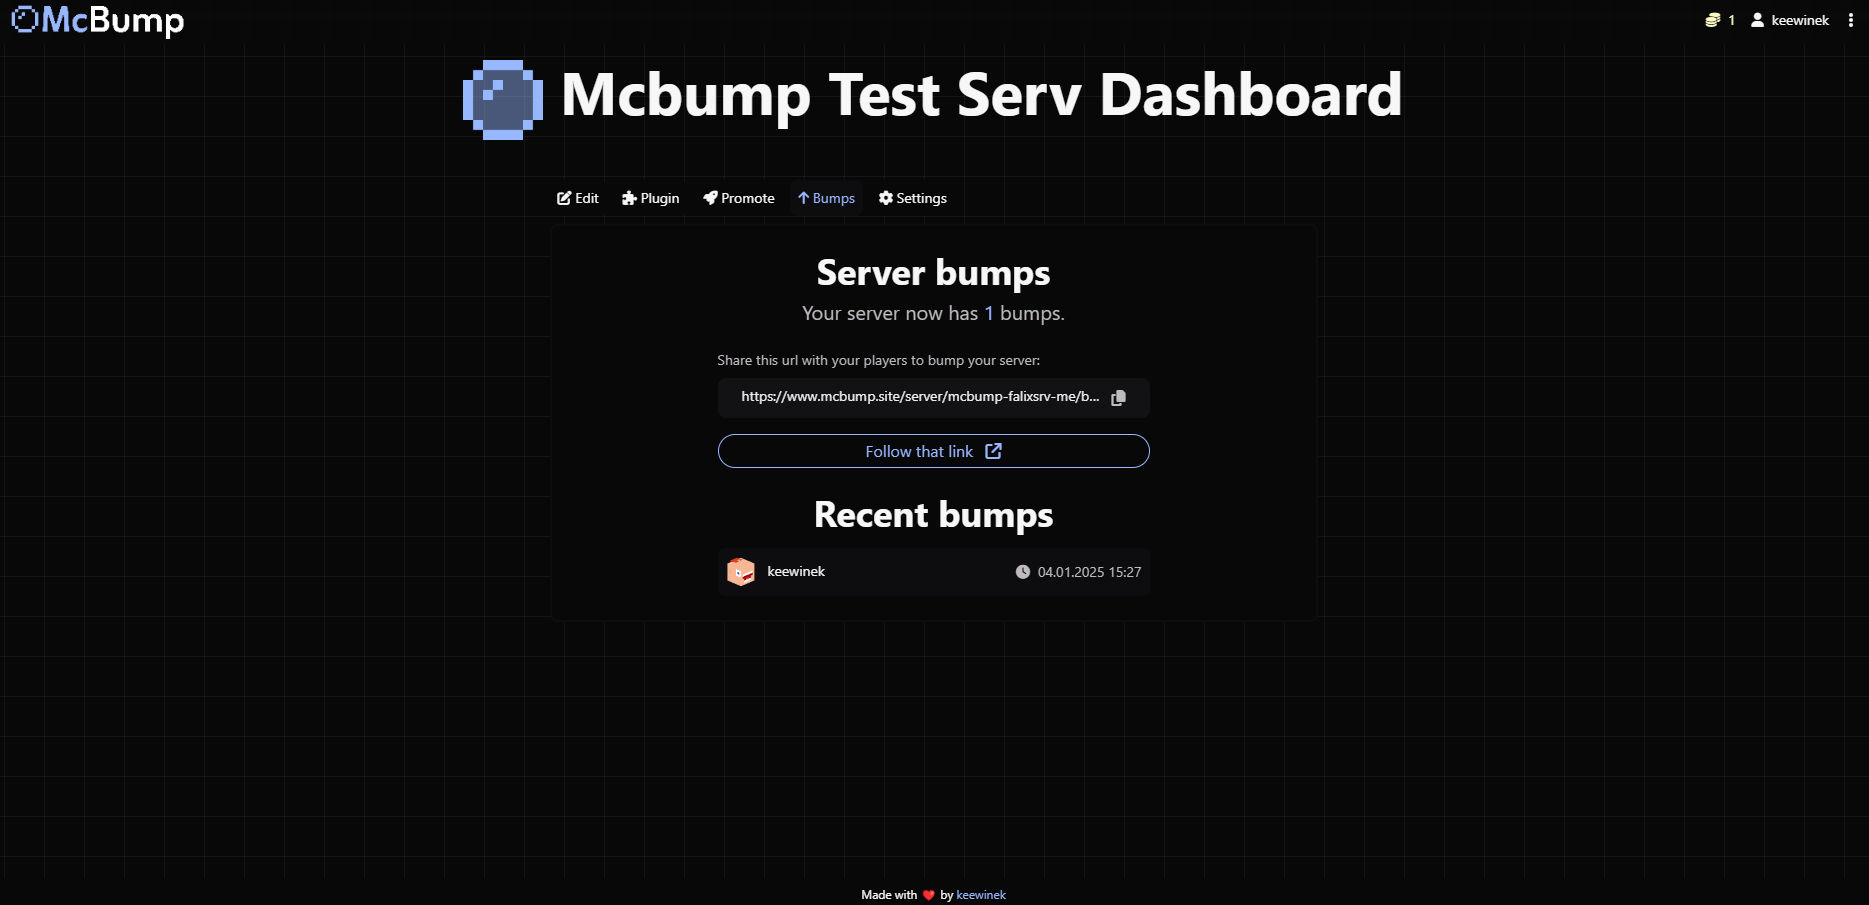 McBump
1 keewinek
Mcbump Test Serv Dashboard
Edit Plugin Promote Bumps Settings
Server bumps
Your server now has 1 bumps.
Share this url with your players to bump your server:
https://www.mcbump.site/server/mcbump-falixsrv-me/b...
Follow that link
Recent bumps
keewinek 04.01.2025 15:27
Made with ❤️ by keewinek